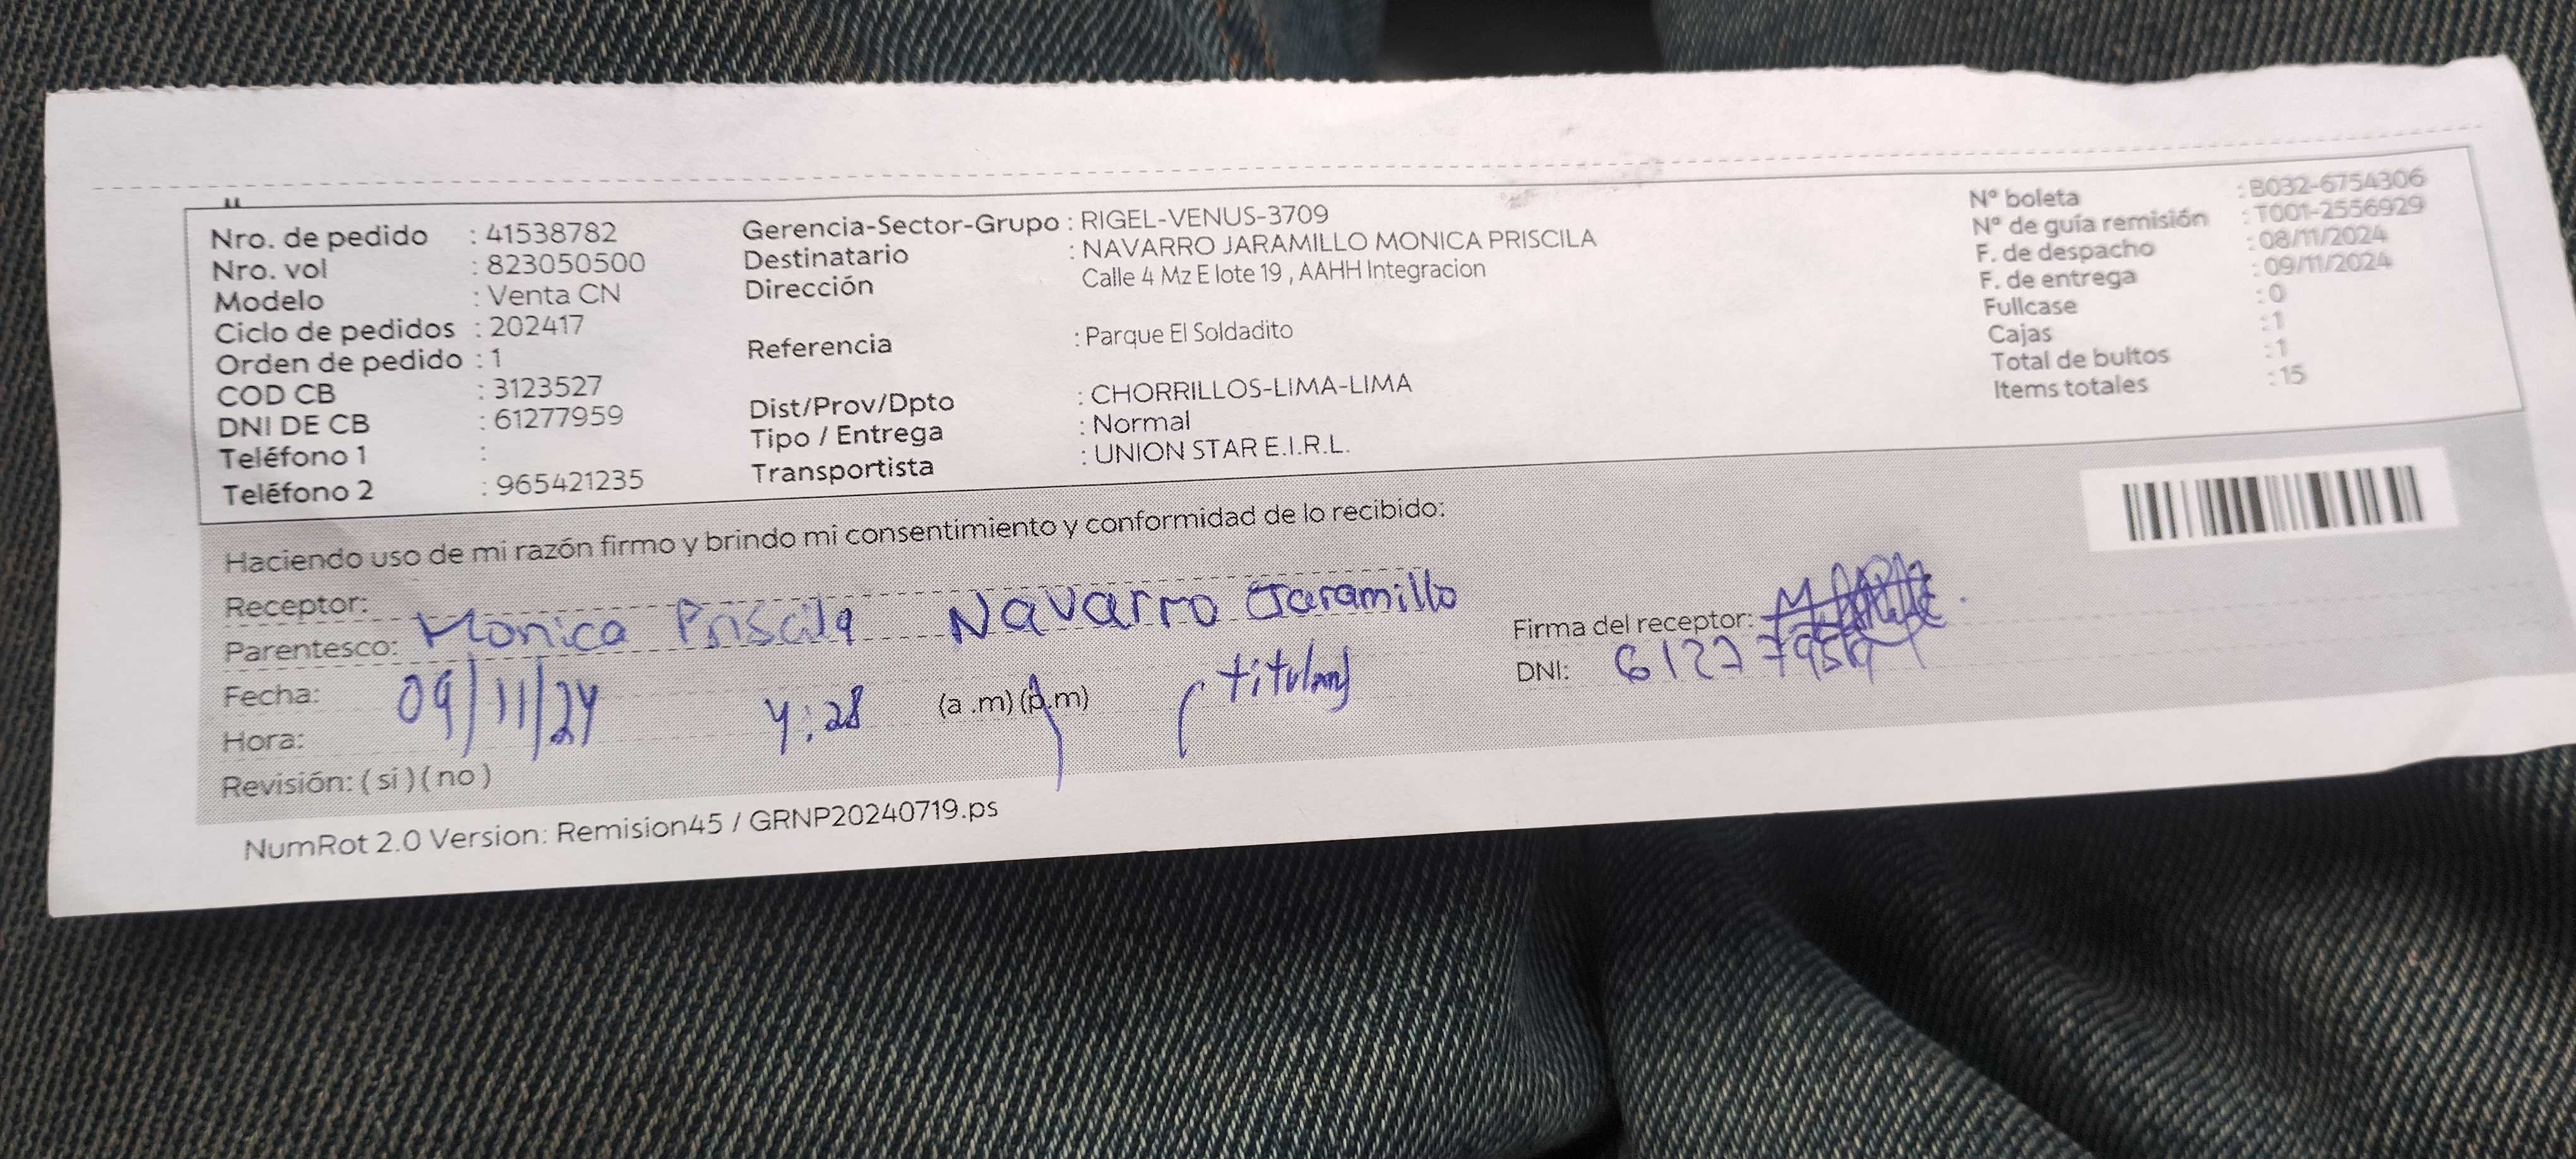 Nro. de pedido : 41538782
Nro. vol : 823050500
Modelo : Venta CN
Ciclo de pedidos : 202417
Orden de pedido : 1
COD CB : 3123527
DNI DE CB : 61277959
Teléfono 1 :
Teléfono 2 : 965421235
Gerencia-Sector-Grupo : RIGEL-VENUS-3709
Destinatario : NAVARRO JARAMILLO MONICA PRISCILA
Dirección Calle 4 Mz E lote 19 , AAHH Integracion
Referencia : Parque El Soldadito
Dist/Prov/Dpto : CHORRILLOS-LIMA-LIMA
Tipo / Entrega : Normal
Transportista : UNION STAR E.I.R.L.
N° boleta : B032-6754306
N° de guía remisión : T001-2556929
F. de despacho : 08/11/2024
F. de entrega : 09/11/2024
Fullcase : 0
Cajas : 1
Total de bultos : 1
Items totales : 15
Haciendo uso de mi razón firmo y brindo mi consentimiento y conformidad de lo recibido:
Receptor: Monica Priscila Navarro Jaramillo
Parentesco:
Fecha: 09/11/24 4:28 (a .m) (p.m) (titular)
Hora:
Revisión: ( si ) ( no )
Firma del receptor:
DNI: 61277959
NumRot 2.0 Version: Remision45 / GRNP20240719.ps